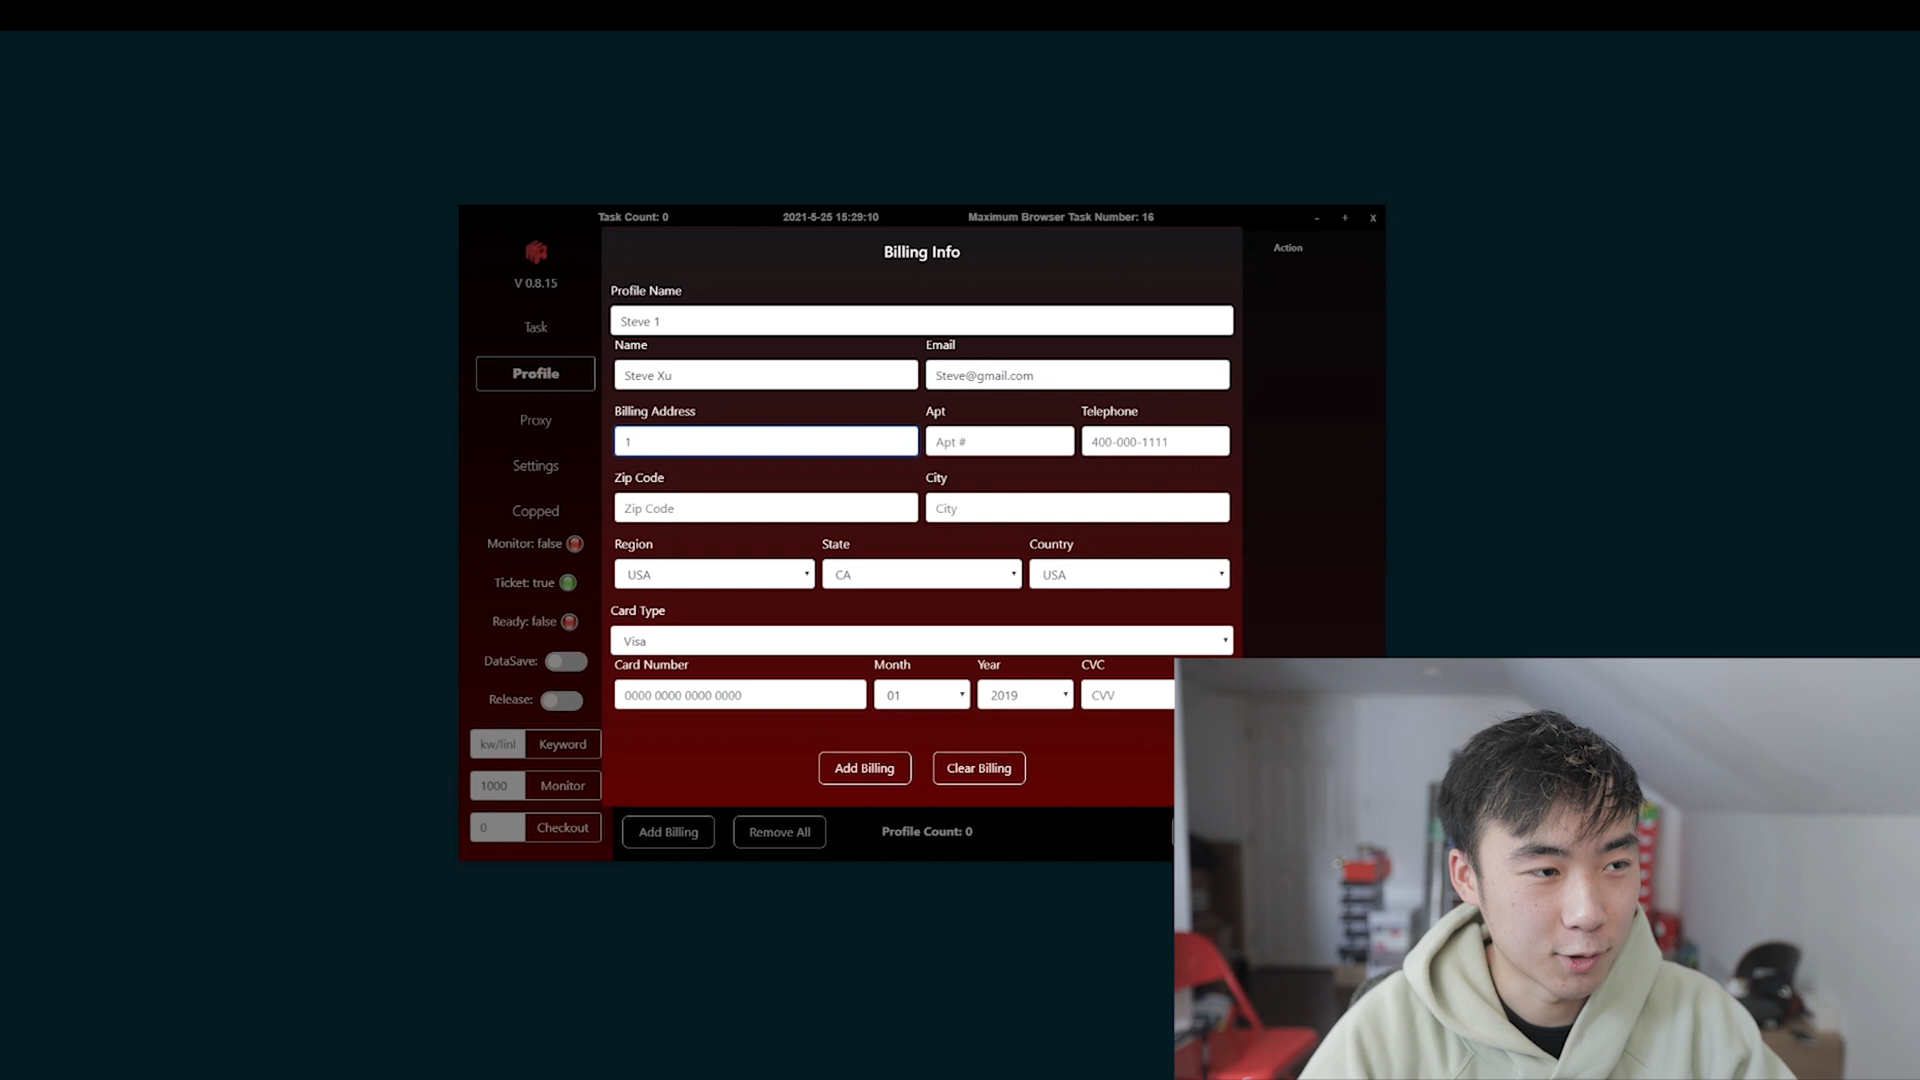 Task Count: 0 2021-5-25 15:29:10 Maximum Browser Task Number: 16 - + x
Billing Info
Action
V 0.8.15
Profile Name
Task
Steve 1
Name Email
Profile
Steve Xu Steve@gmail.com
Billing Address Apt Telephone
Proxy
1 Apt # 400-000-1111
Settings
Zip Code City
Zip Code City
Copped
Monitor: false
Region State Country
USA CA USA
Ticket: true
Card Type
Ready: false
Visa
DataSave:
Card Number Month Year CVC
0000 0000 0000 0000 01 2019 CVV
Release:
kw/linl Keyword
Add Billing Clear Billing
1000 Monitor
0 Checkout
Add Billing Remove All Profile Count: 0